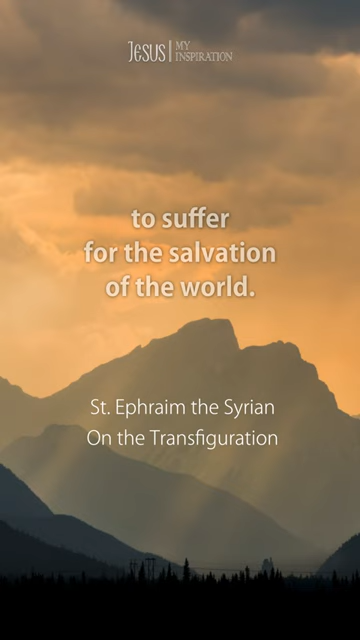 JESUS | MY INSPIRATION
to suffer
for the salvation
of the world.
St. Ephraim the Syrian
On the Transfiguration